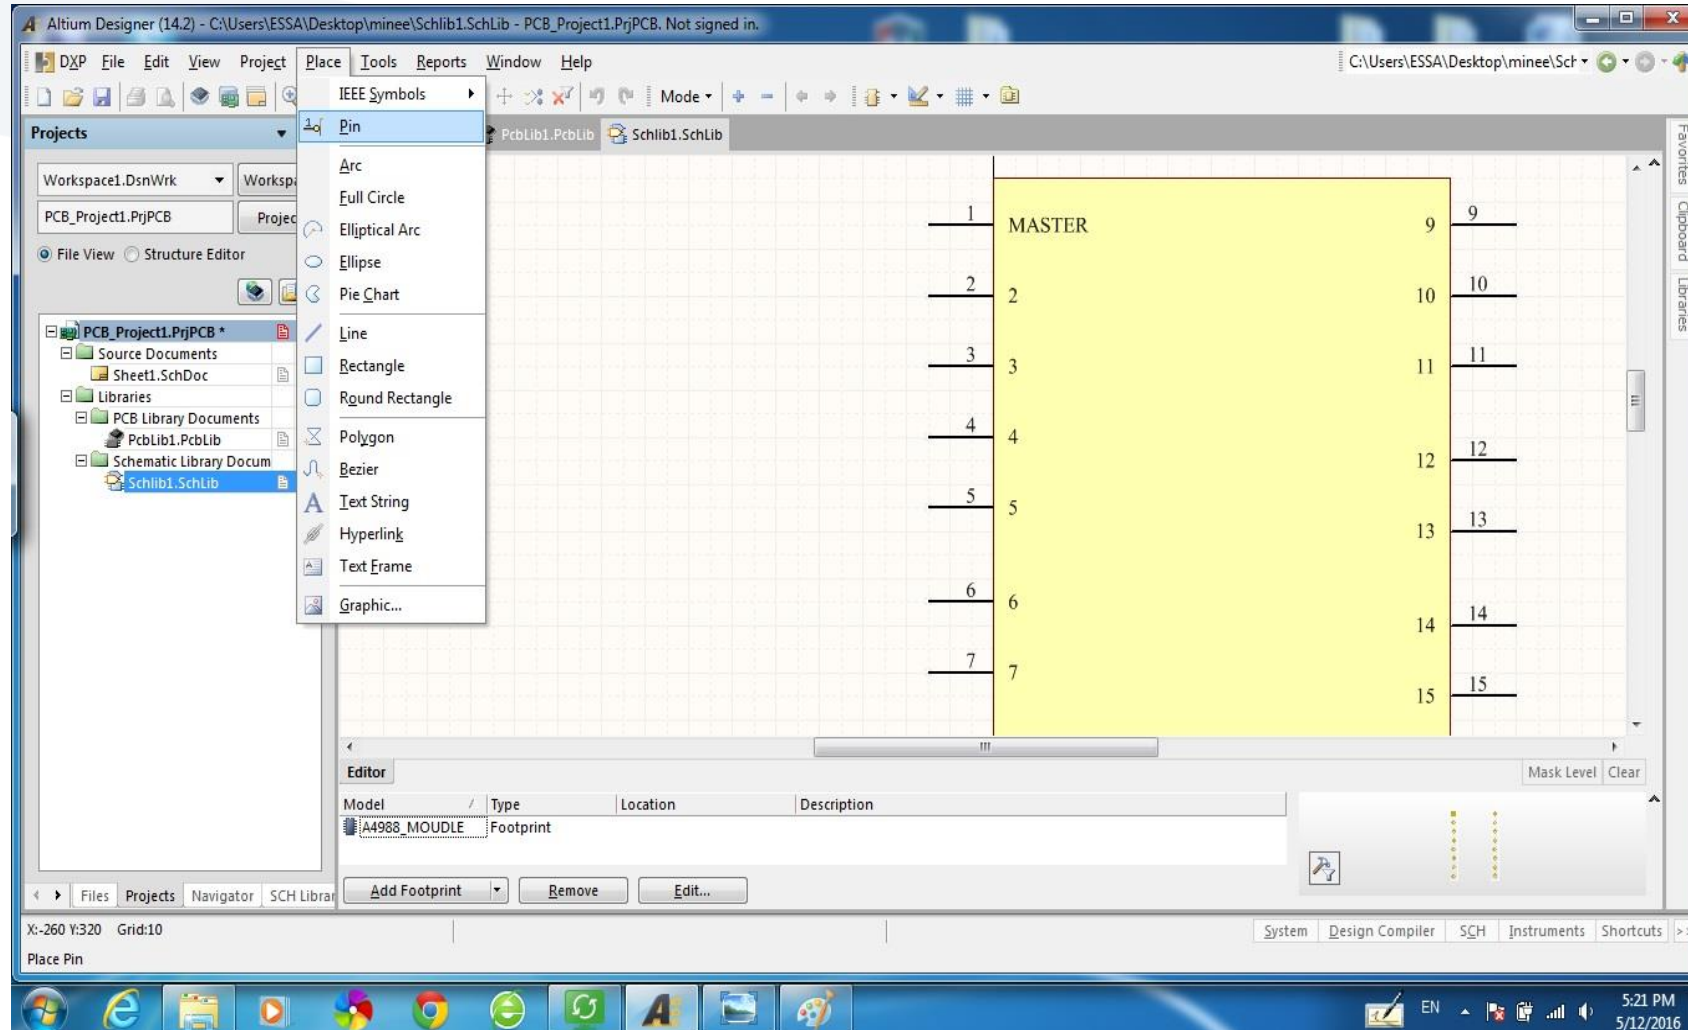 Altium Designer (14.2) - C:\Users\ESSA\Desktop\minee\Schlib1.SchLib - PCB_Project1.PrjPCB. Not signed in.
DXP File Edit View Project Place Tools Reports Window Help
C:\Users\ESSA\Desktop\minee\Sch
Mode
Projects
PcbLib1.PcbLib
Schlib1.SchLib
Workspace1.DsnWrk
PCB_Project1.PrjPCB
File View
Structure Editor
PCB_Project1.PrjPCB *
Source Documents
Sheet1.SchDoc
Libraries
PCB Library Documents
PcbLib1.PcbLib
Schematic Library Docum
Schlib1.SchLib
IEEE Symbols
Pin
Arc
Full Circle
Elliptical Arc
Ellipse
Pie Chart
Line
Rectangle
Round Rectangle
Polygon
Bezier
Text String
Hyperlink
Text Frame
Graphic...
1 MASTER 9 9
2 2 10 10
3 3 11 11
4 4
12 12
5 5
13 13
6 6
14 14
7 7
15 15
Favorites
Clipboard
Libraries
Editor
Mask Level Clear
Model / Type Location Description
A4988_MOUDLE Footprint
Add Footprint Remove Edit...
Files Projects Navigator SCH Librar
X:-260 Y:320 Grid:10
System Design Compiler SCH Instruments Shortcuts >>
Place Pin
EN
5:21 PM
5/12/2016